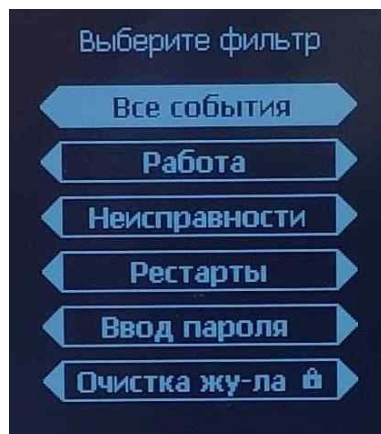 Выберите фильтр
Все события
Работа
Неисправности
Рестарты
Ввод пароля
Очистка жу-ла